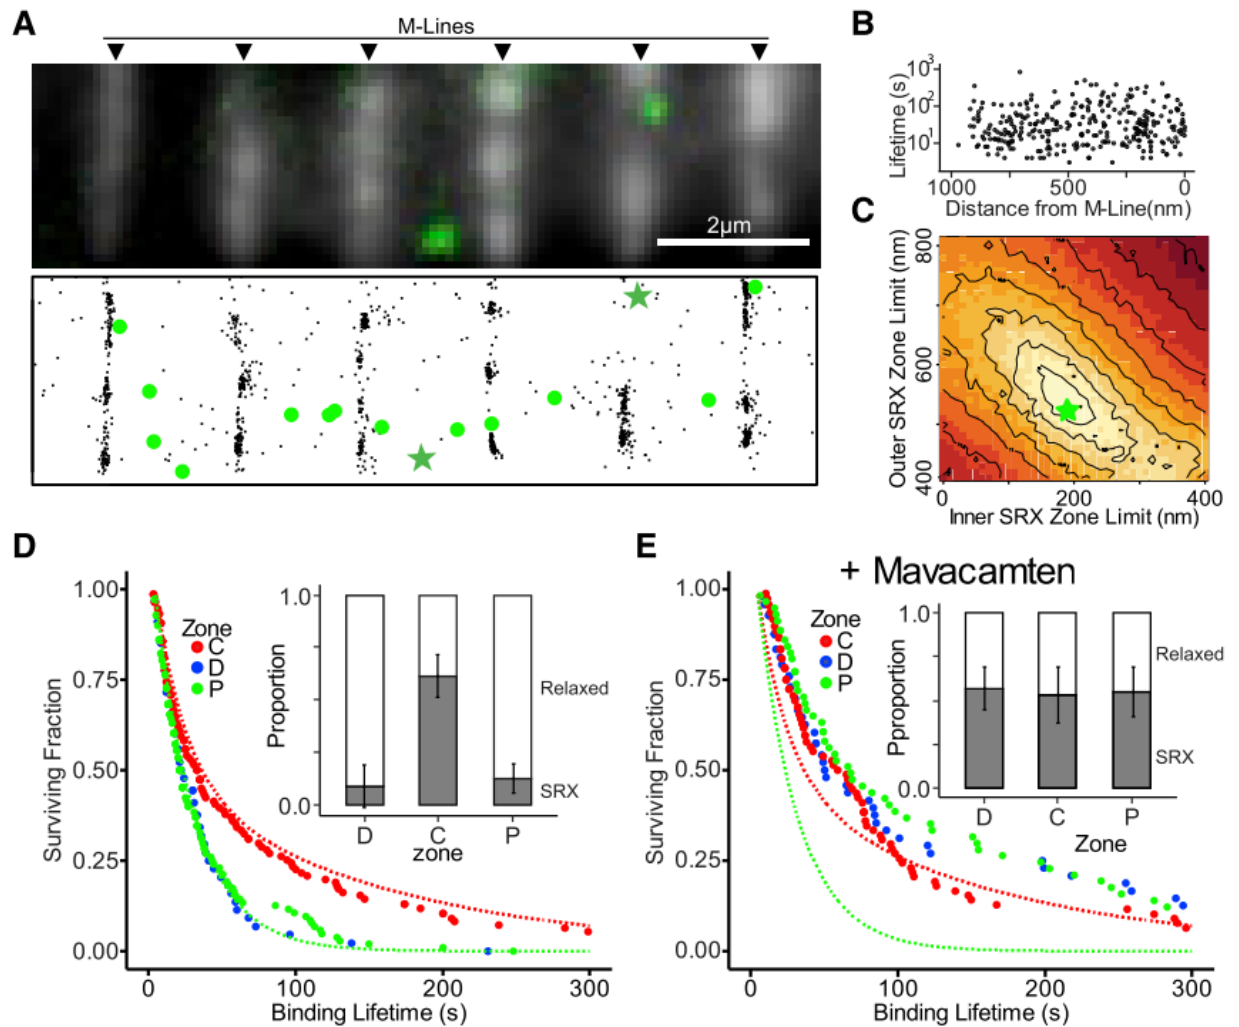 A
M-Lines
2μm
B
Lifetime (s)
10³
10²
10¹
1000
500
0
Distance from M-Line(nm)
C
Outer SRX Zone Limit (nm)
800
600
400
0
200
400
Inner SRX Zone Limit (nm)
D
Surviving Fraction
1.00
0.75
0.50
0.25
0.00
0
100
200
300
Binding Lifetime (s)
Zone
C
D
P
Proportion
1.0
0.0
Relaxed
SRX
D
C
P
zone
E
+ Mavacamten
Surviving Fraction
1.00
0.75
0.50
0.25
0.00
0
100
200
300
Binding Lifetime (s)
Zone
C
D
P
Pproportion
1.0
0.0
Relaxed
SRX
D
C
P
Zone